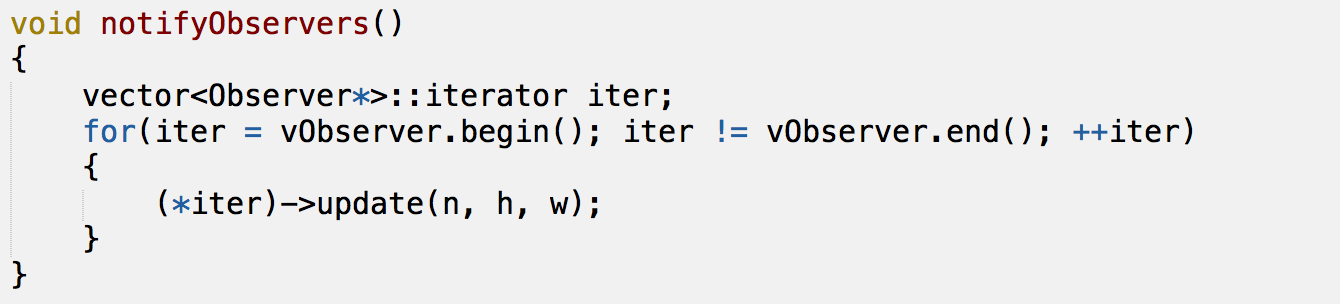 void notifyObservers()
{
    vector<Observer*>::iterator iter;
    for(iter = vObserver.begin(); iter != vObserver.end(); ++iter)
    {
        (*iter)->update(n, h, w);
    }
}